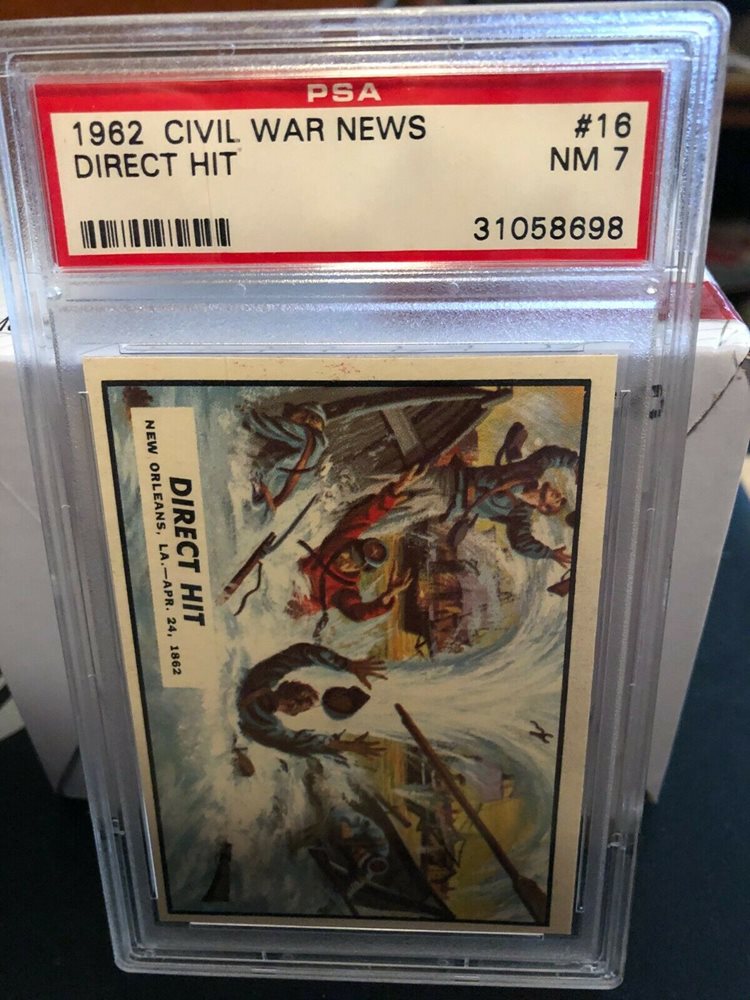 PSA
1962 CIVIL WAR NEWS #16
DIRECT HIT NM 7
31058698
DIRECT HIT
NEW ORLEANS, LA.—APR. 24, 1862